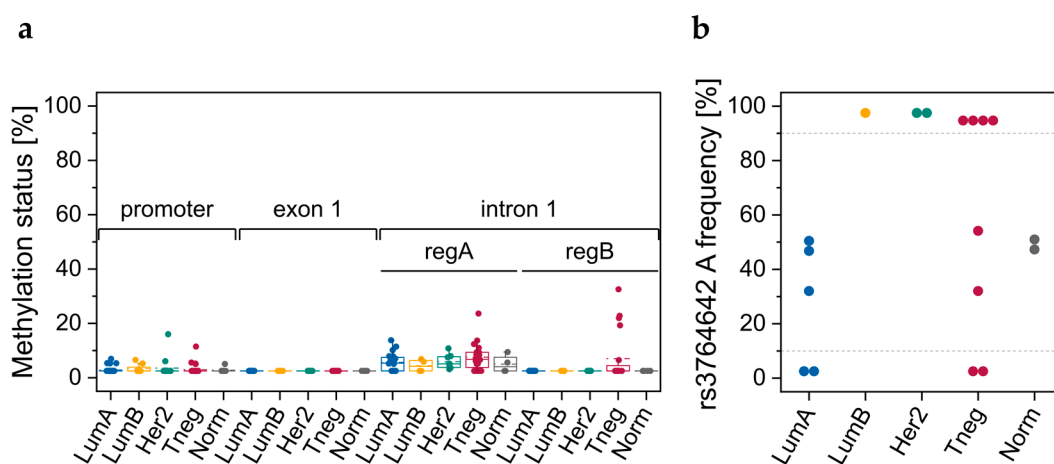 a
Methylation status [%]
100
80
60
40
20
0
promoter
exon 1
intron 1
regA
regB
LumA
LumB
Her2
Tneg
Norm
LumA
LumB
Her2
Tneg
Norm
LumA
LumB
Her2
Tneg
Norm
LumA
LumB
Her2
Tneg
Norm
b
rs3764642 A frequency [%]
100
80
60
40
20
0
LumA
LumB
Her2
Tneg
Norm